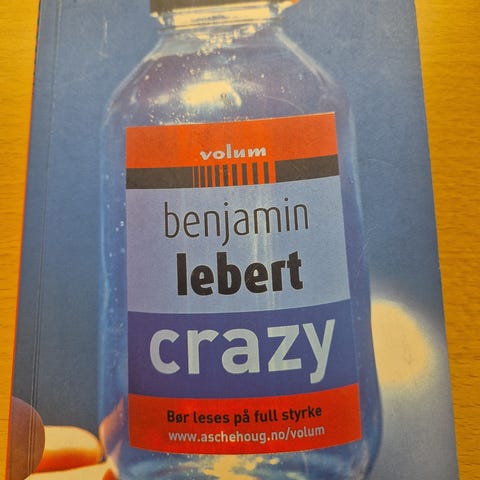 volum
benjamin
lebert
crazy
Bør leses på full styrke
www.aschehoug.no/volum